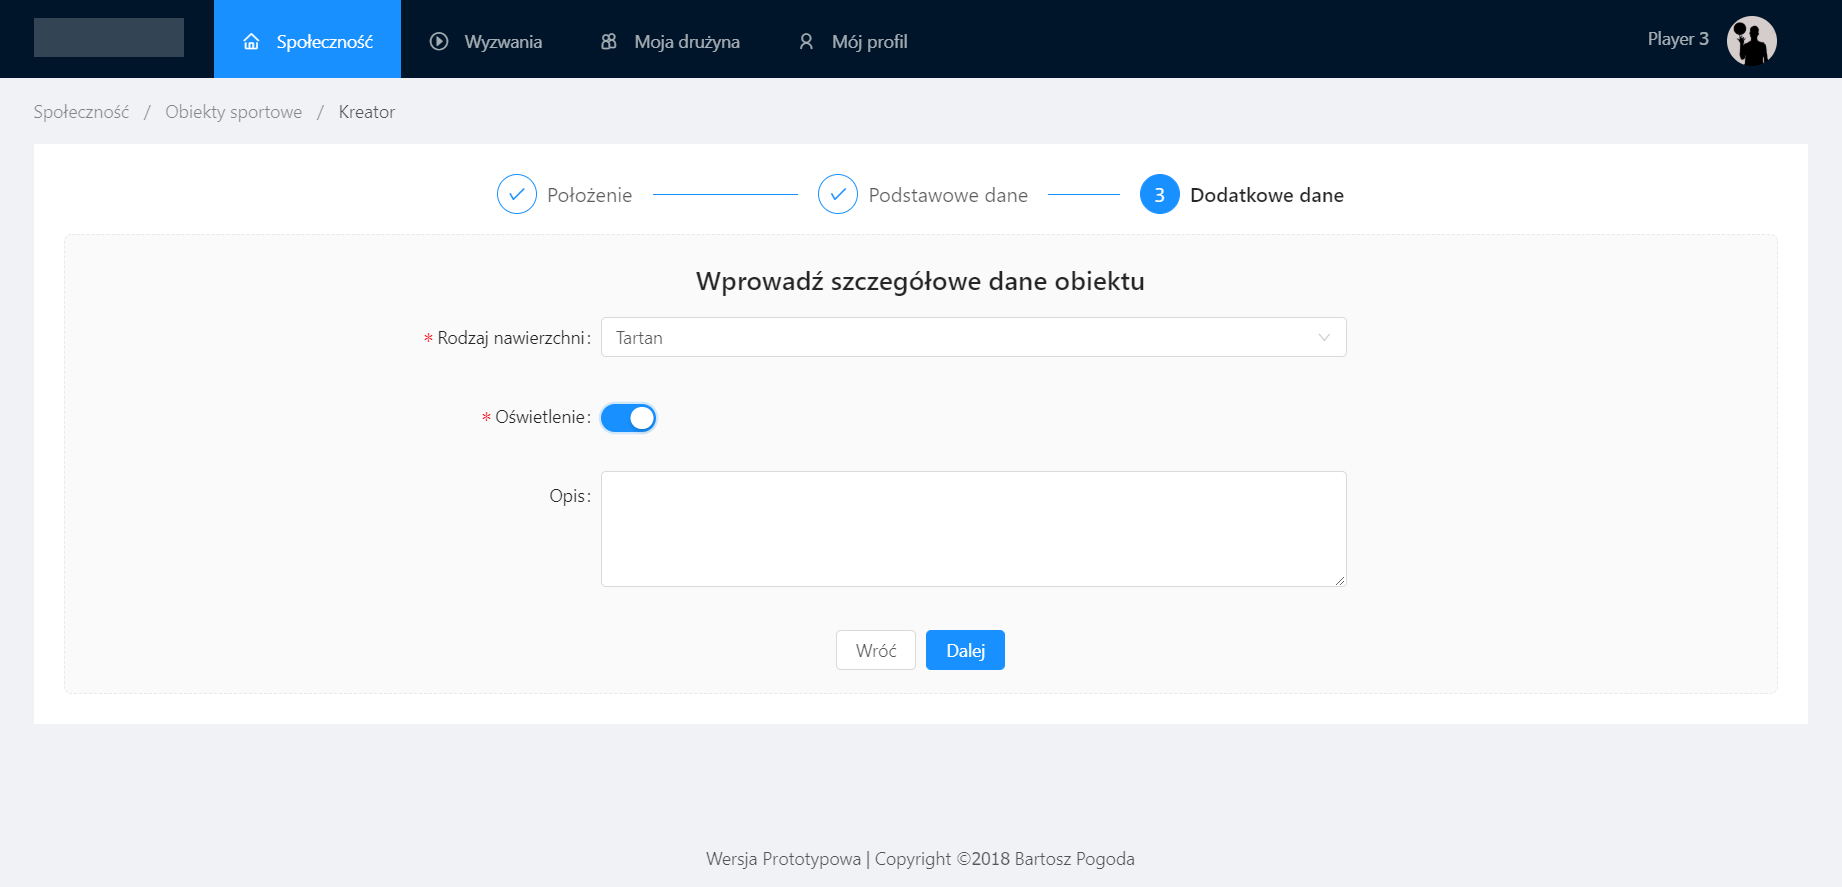 Społeczność Wyzwania Moja drużyna Mój profil Player 3
Społeczność / Obiekty sportowe / Kreator
Położenie Podstawowe dane 3 Dodatkowe dane
Wprowadź szczegółowe dane obiektu
* Rodzaj nawierzchni: Tartan
* Oświetlenie:
Opis:
Wróć Dalej
Wersja Prototypowa | Copyright ©2018 Bartosz Pogoda